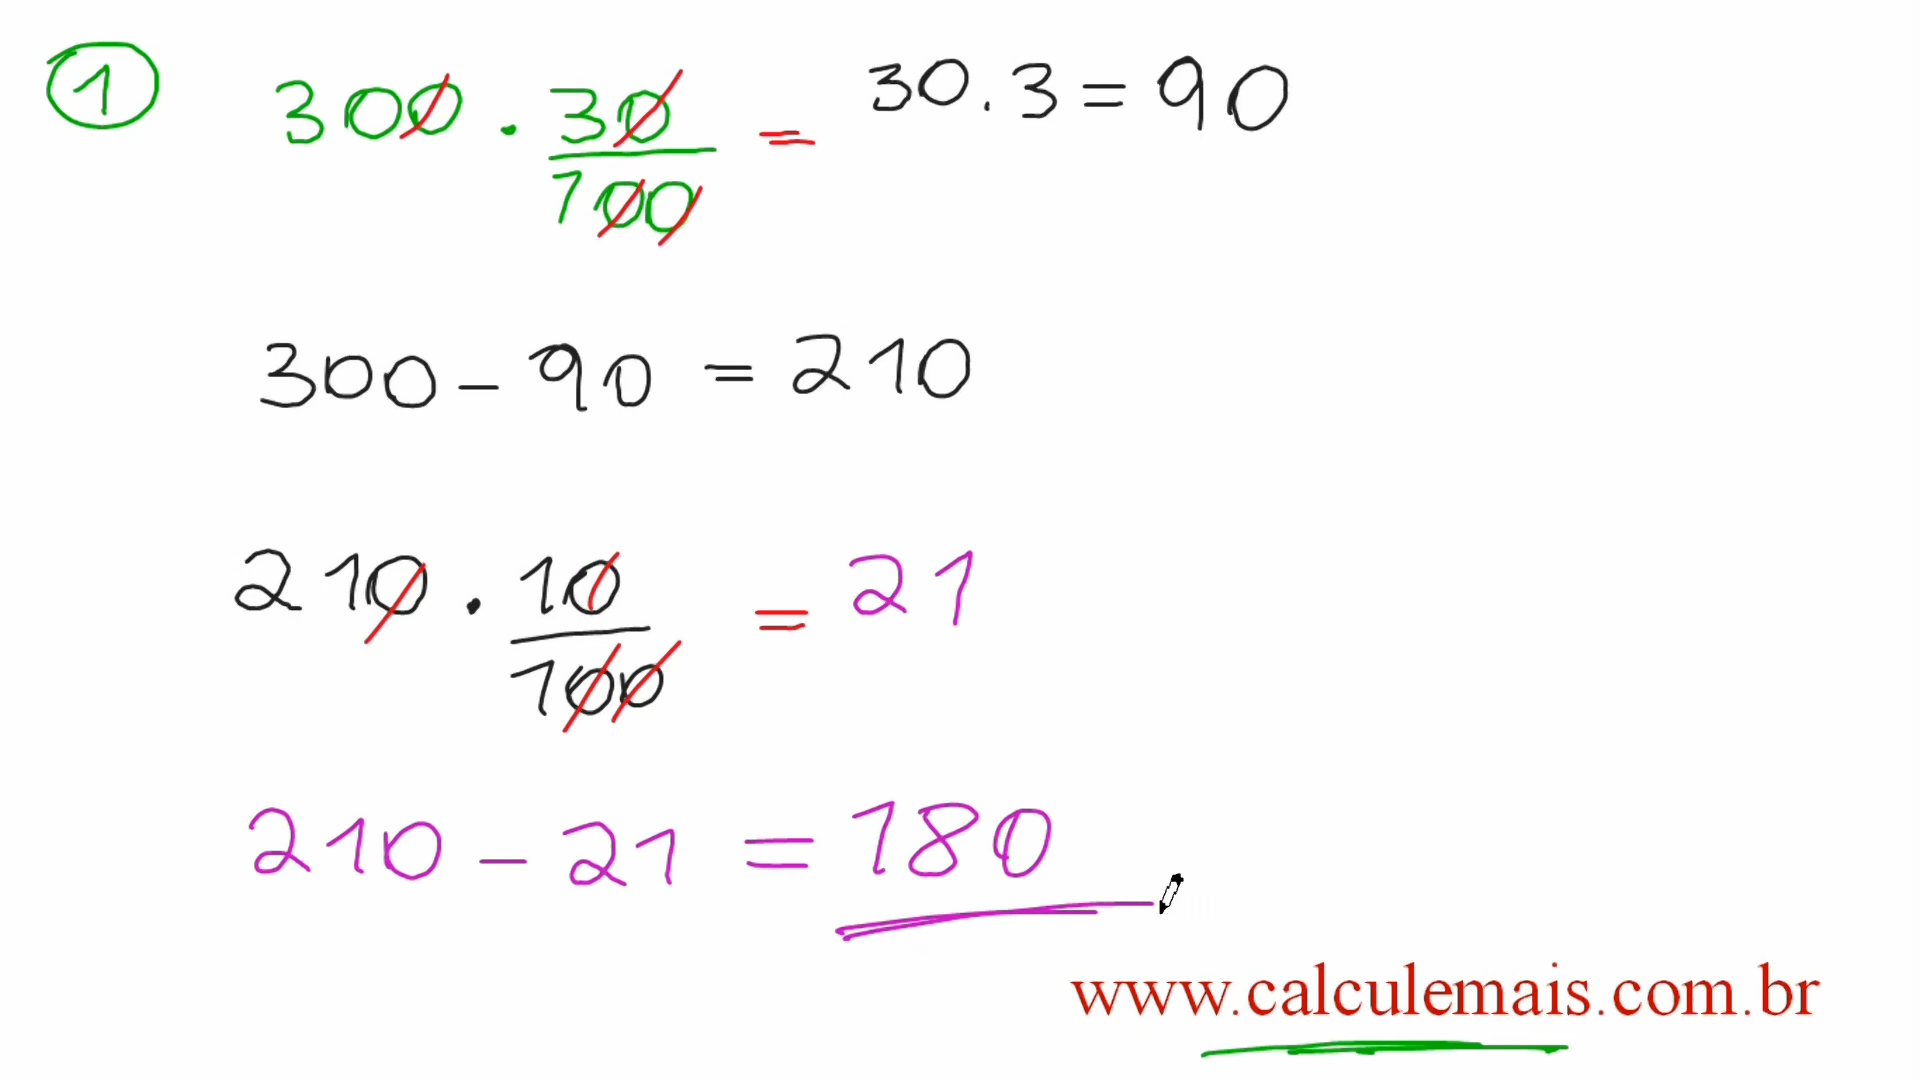 1
300 . 30/100 = 30.3 = 90
300 - 90 = 210
210 . 10/100 = 21
210 - 21 = 180
www.calculemais.com.br